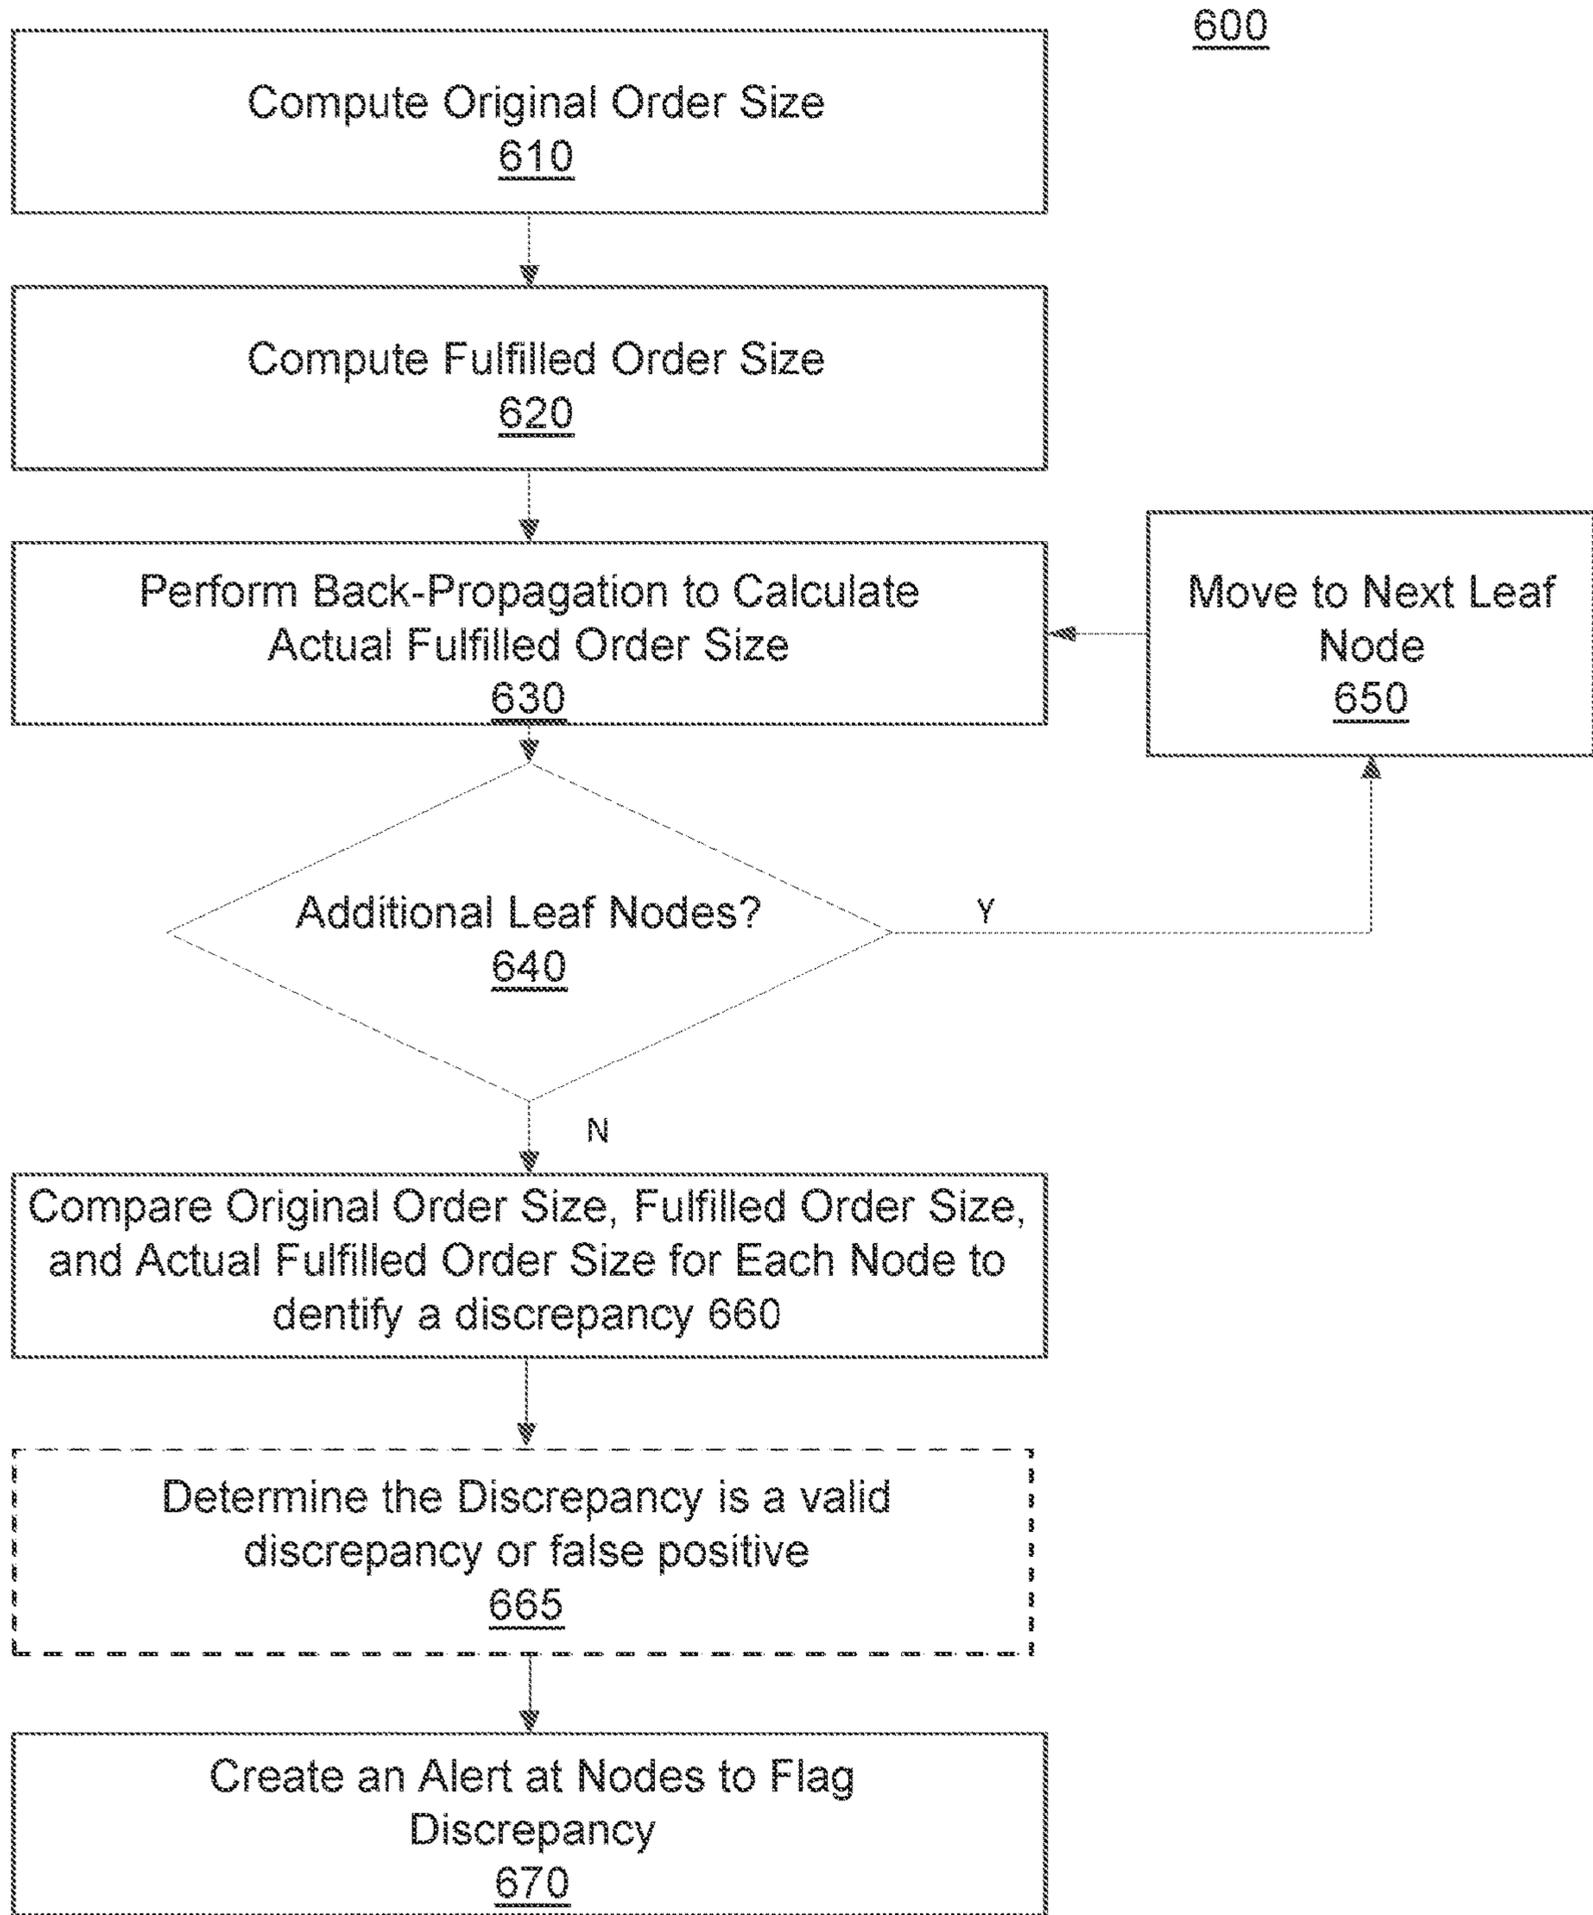 600
Compute Original Order Size
610
Compute Fulfilled Order Size
620
Perform Back-Propagation to Calculate
Actual Fulfilled Order Size
630
Move to Next Leaf
Node
650
Additional Leaf Nodes?
640
Y
N
Compare Original Order Size, Fulfilled Order Size,
and Actual Fulfilled Order Size for Each Node to
dentify a discrepancy 660
Determine the Discrepancy is a valid
discrepancy or false positive
665
Create an Alert at Nodes to Flag
Discrepancy
670